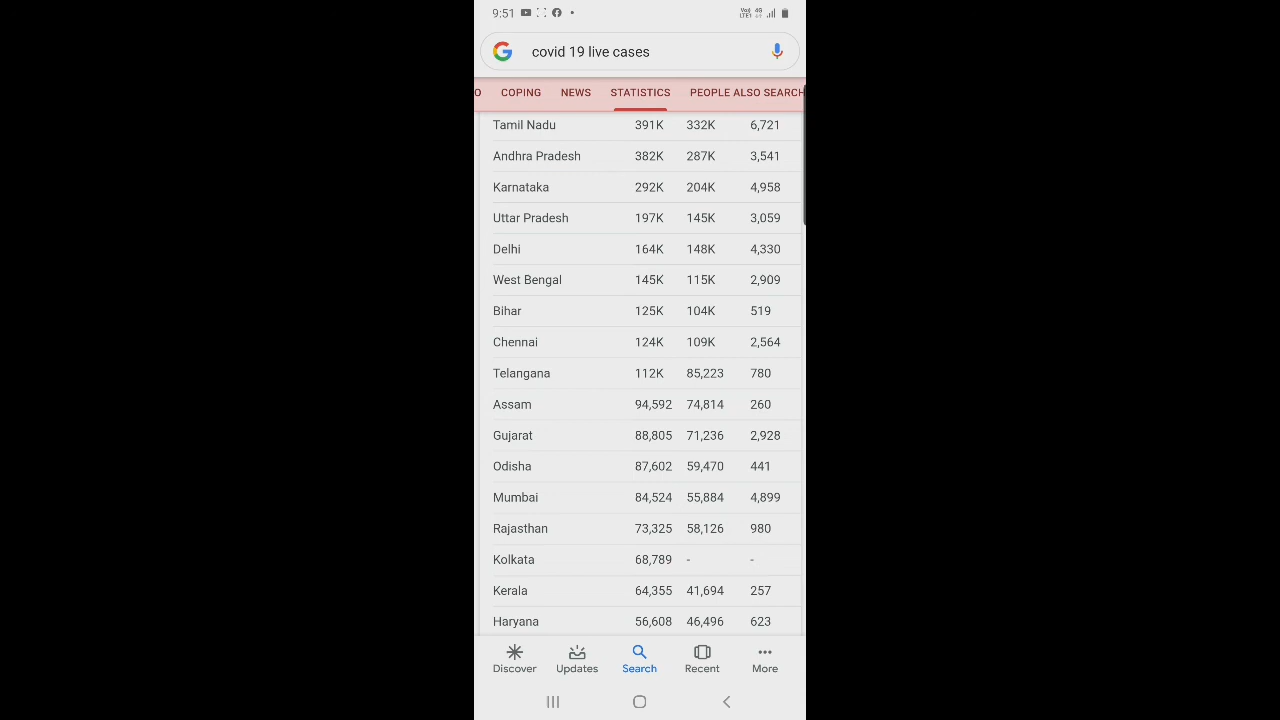 9:51
Vo) 4G
LTE1
covid 19 live cases
O COPING NEWS STATISTICS PEOPLE ALSO SEARCH
Tamil Nadu 391K 332K 6,721
Andhra Pradesh 382K 287K 3,541
Karnataka 292K 204K 4,958
Uttar Pradesh 197K 145K 3,059
Delhi 164K 148K 4,330
West Bengal 145K 115K 2,909
Bihar 125K 104K 519
Chennai 124K 109K 2,564
Telangana 112K 85,223 780
Assam 94,592 74,814 260
Gujarat 88,805 71,236 2,928
Odisha 87,602 59,470 441
Mumbai 84,524 55,884 4,899
Rajasthan 73,325 58,126 980
Kolkata 68,789 - -
Kerala 64,355 41,694 257
Haryana 56,608 46,496 623
Discover Updates Search Recent More